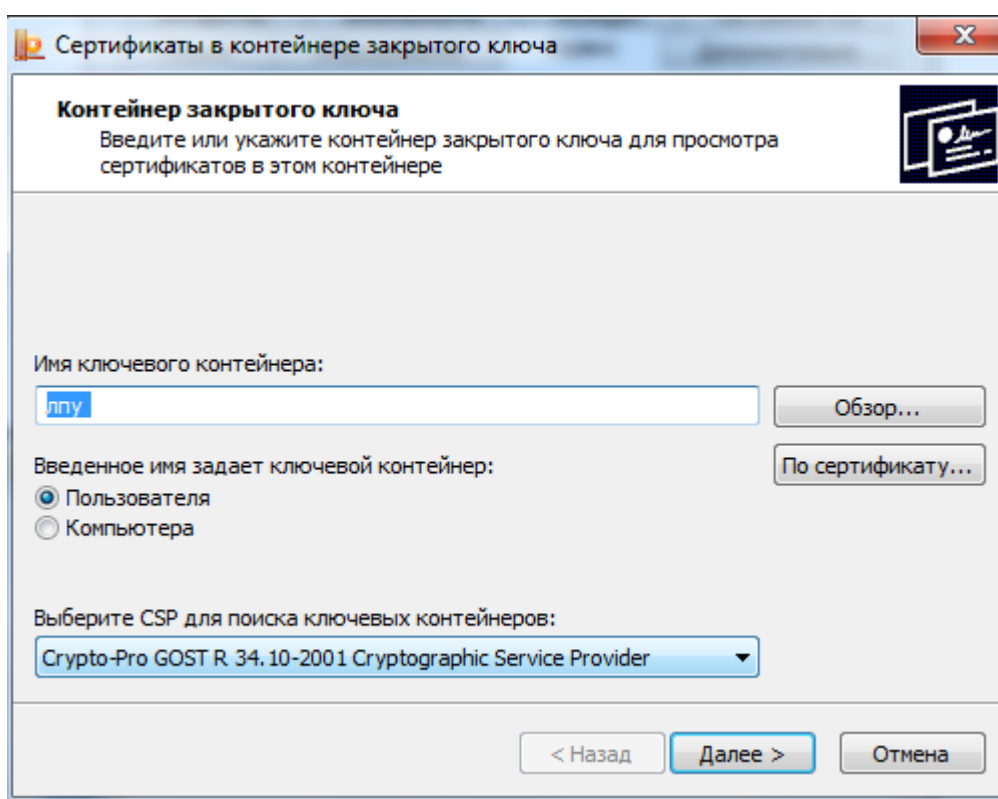 Сертификаты в контейнере закрытого ключа
Контейнер закрытого ключа
Введите или укажите контейнер закрытого ключа для просмотра
сертификатов в этом контейнере
Имя ключевого контейнера:
лпу
Обзор...
Введенное имя задает ключевой контейнер:
По сертификату...
Пользователя
Компьютера
Выберите CSP для поиска ключевых контейнеров:
Crypto-Pro GOST R 34.10-2001 Cryptographic Service Provider
< Назад
Далее >
Отмена